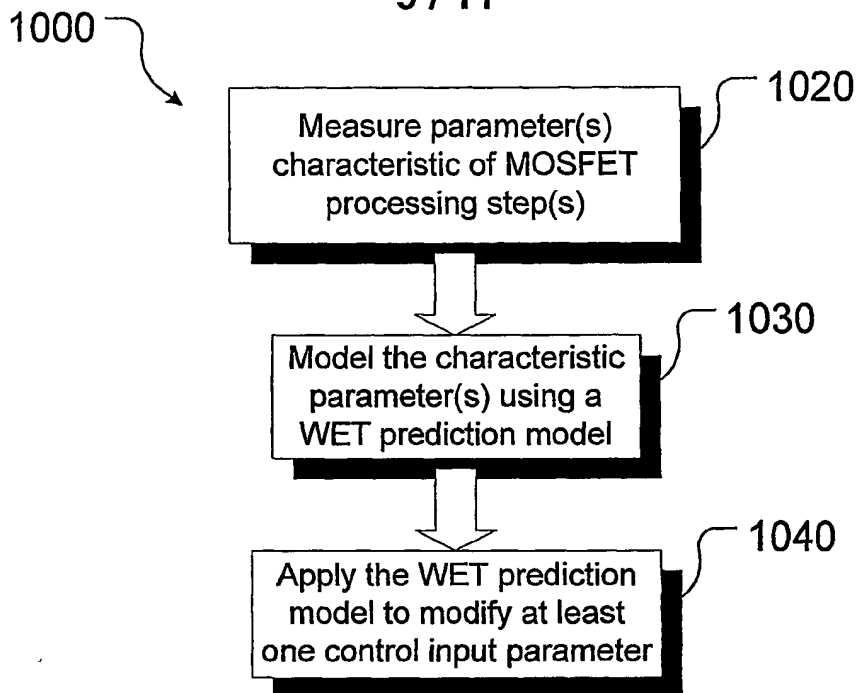 1000
1020
Measure parameter(s)
characteristic of MOSFET
processing step(s)
1030
Model the characteristic
parameter(s) using a
WET prediction model
1040
Apply the WET prediction
model to modify at least
one control input parameter